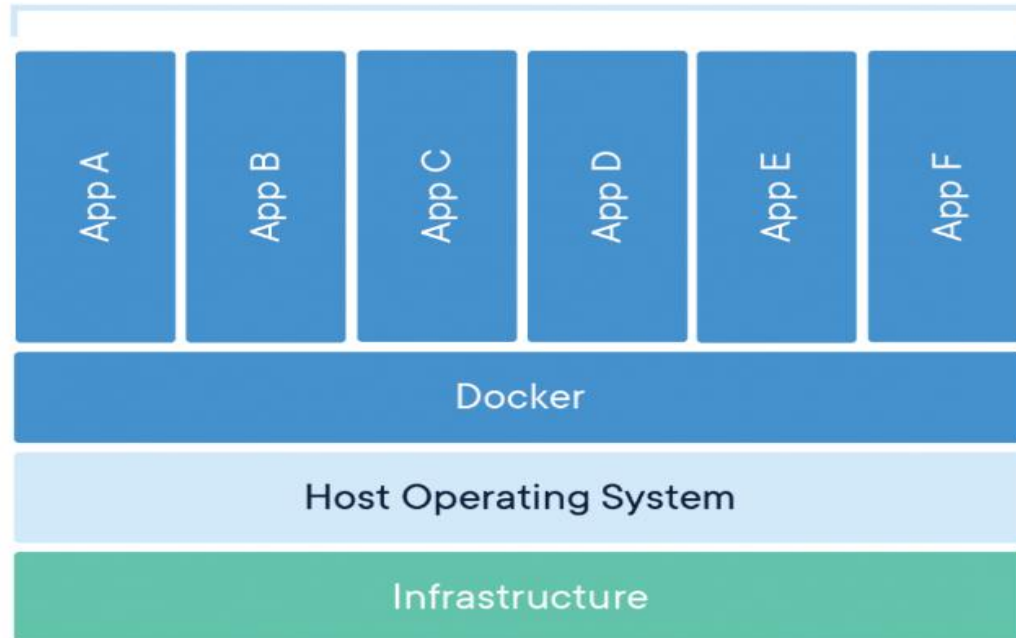 App A
App B
App C
App D
App E
App F
Docker
Host Operating System
Infrastructure